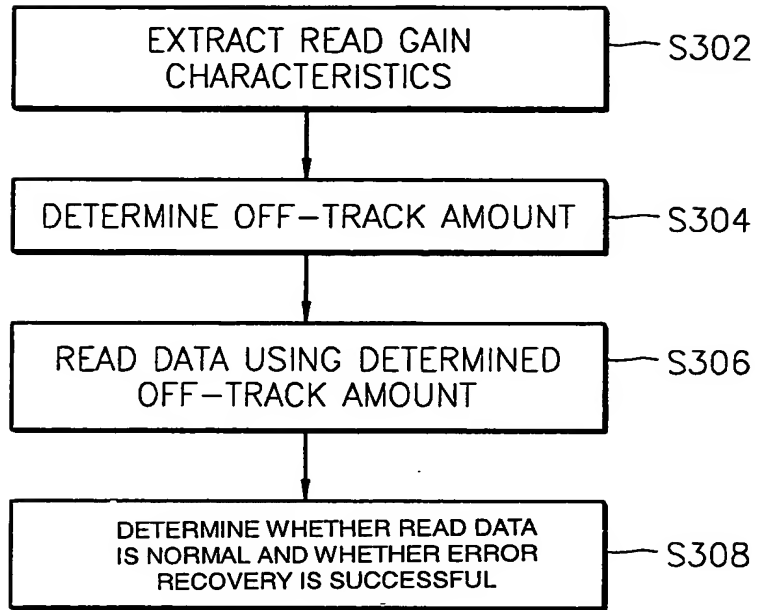 EXTRACT READ GAIN
CHARACTERISTICS
S302
DETERMINE OFF-TRACK AMOUNT
S304
READ DATA USING DETERMINED
OFF-TRACK AMOUNT
S306
DETERMINE WHETHER READ DATA
IS NORMAL AND WHETHER ERROR
RECOVERY IS SUCCESSFUL
S308